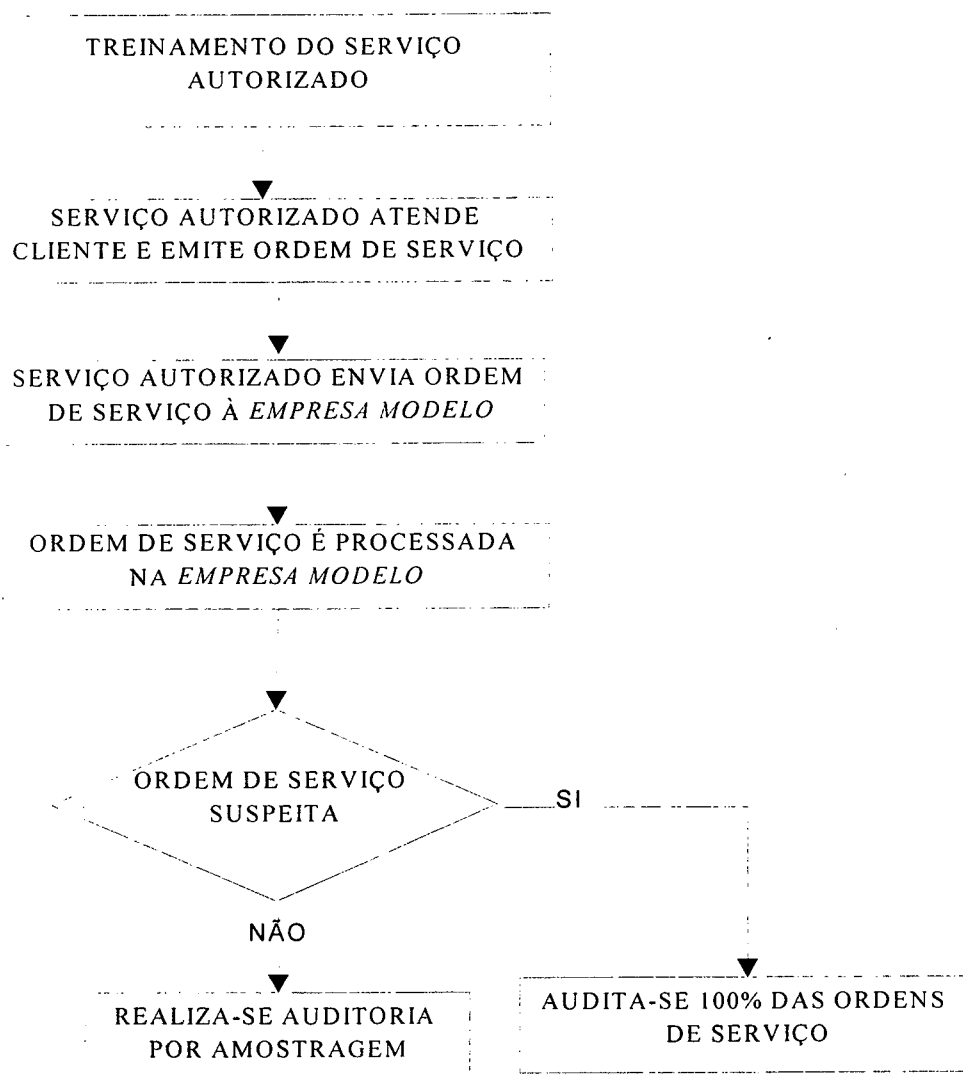 TREINAMENTO DO SERVIÇO
AUTORIZADO
SERVIÇO AUTORIZADO ATENDE
CLIENTE E EMITE ORDEM DE SERVIÇO
SERVIÇO AUTORIZADO ENVIA ORDEM
DE SERVIÇO À EMPRESA MODELO
ORDEM DE SERVIÇO É PROCESSADA
NA EMPRESA MODELO
ORDEM DE SERVIÇO
SUSPEITA
SI
NÃO
REALIZA-SE AUDITORIA
POR AMOSTRAGEM
AUDITA-SE 100% DAS ORDENS
DE SERVIÇO